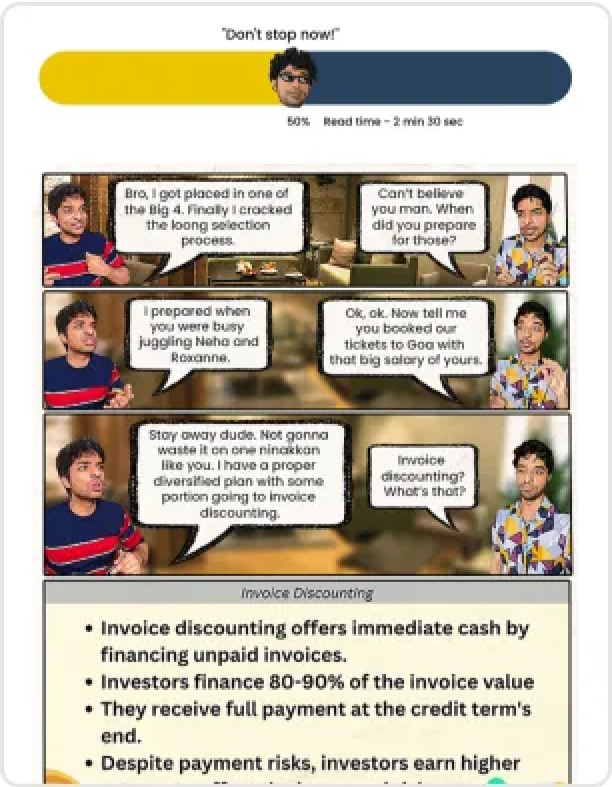 "Don't stop now!"
50% Read time - 2 min 30 sec
Bro, I got placed in one of
the Big 4. Finally I cracked
the loong selection
process.
Can't believe
you man. When
did you prepare
for those?
I prepared when
you were busy
juggling Neha and
Roxanne.
Ok, ok. Now tell me
you booked our
tickets to Goa with
that big salary of yours.
Stay away dude. Not gonna
waste it on one ninakkan
like you. I have a proper
diversified plan with some
portion going to invoice
discounting.
Invoice
discounting?
What's that?
Invoice Discounting
• Invoice discounting offers immediate cash by
financing unpaid invoices.
• Investors finance 80-90% of the invoice value
• They receive full payment at the credit term's
end.
• Despite payment risks, investors earn higher